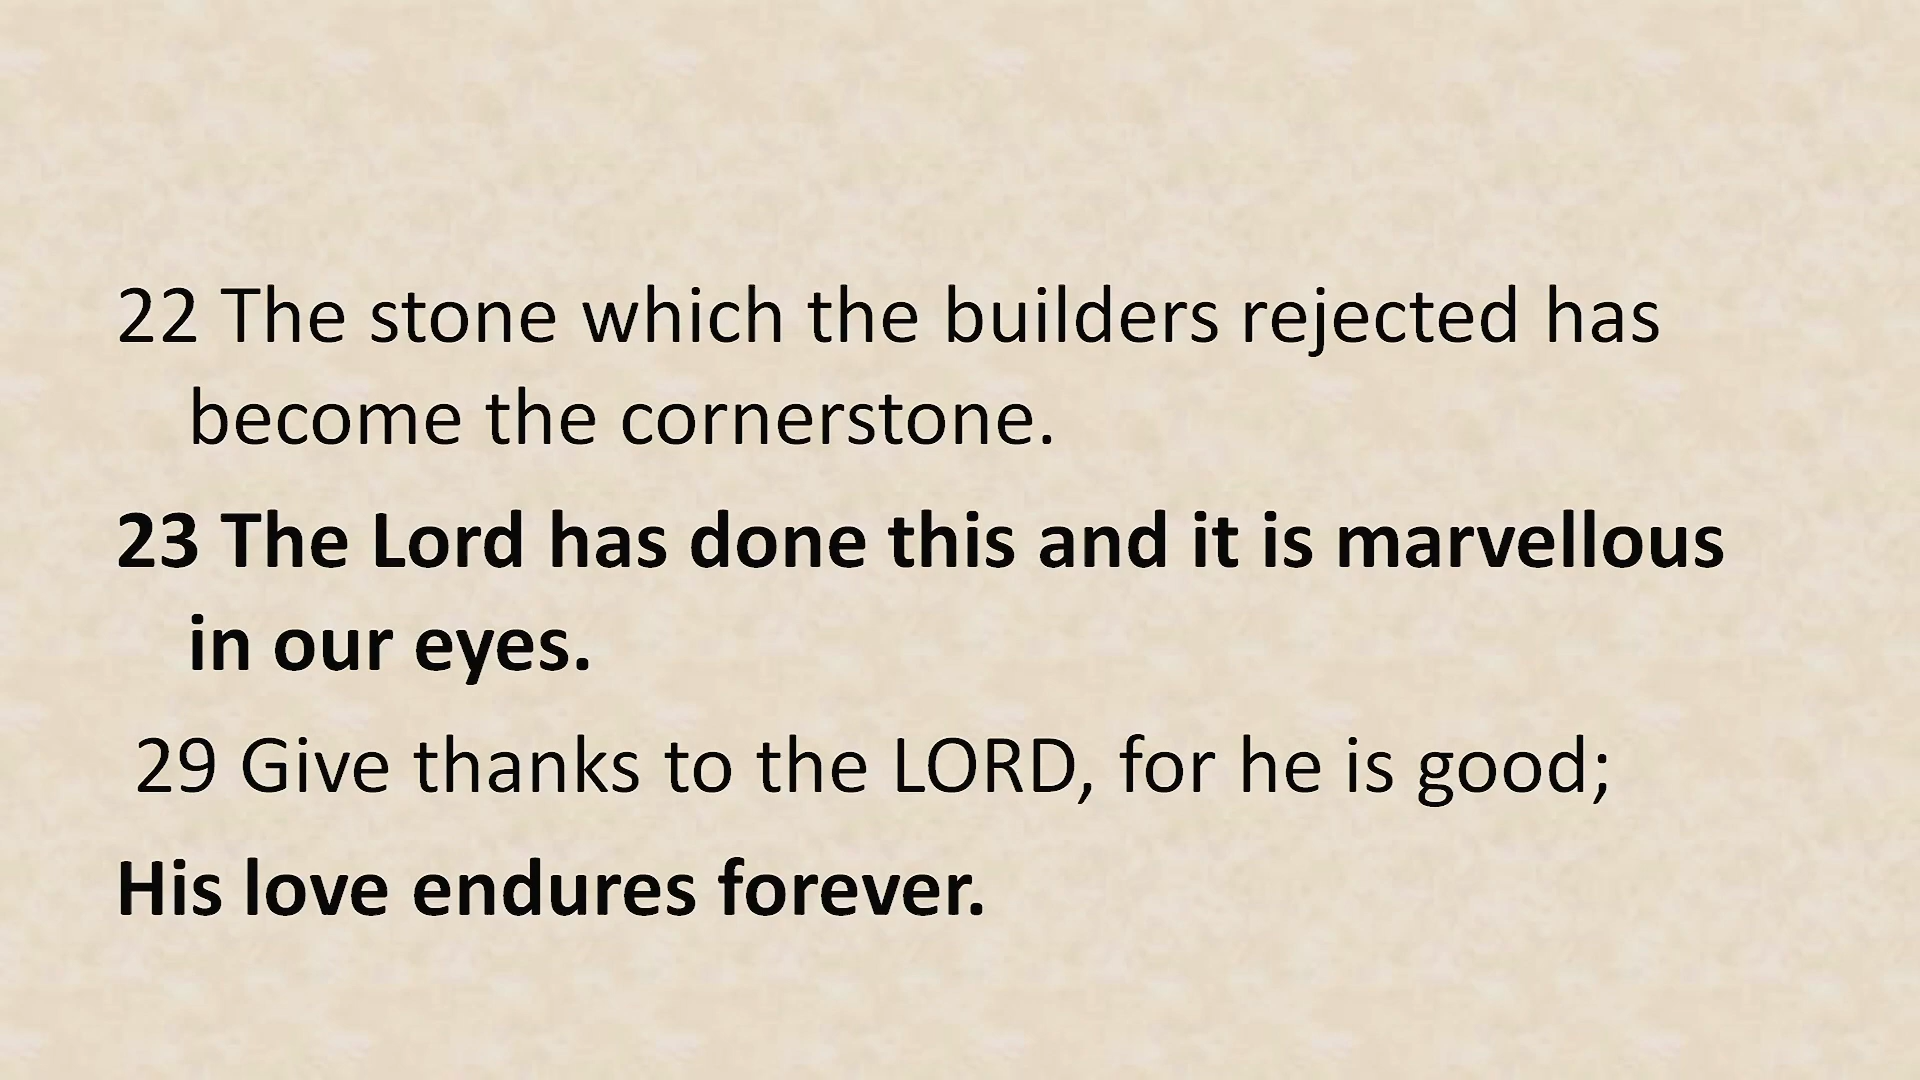 22 The stone which the builders rejected has
become the cornerstone.
23 The Lord has done this and it is marvellous
in our eyes.
29 Give thanks to the LORD, for he is good;
His love endures forever.